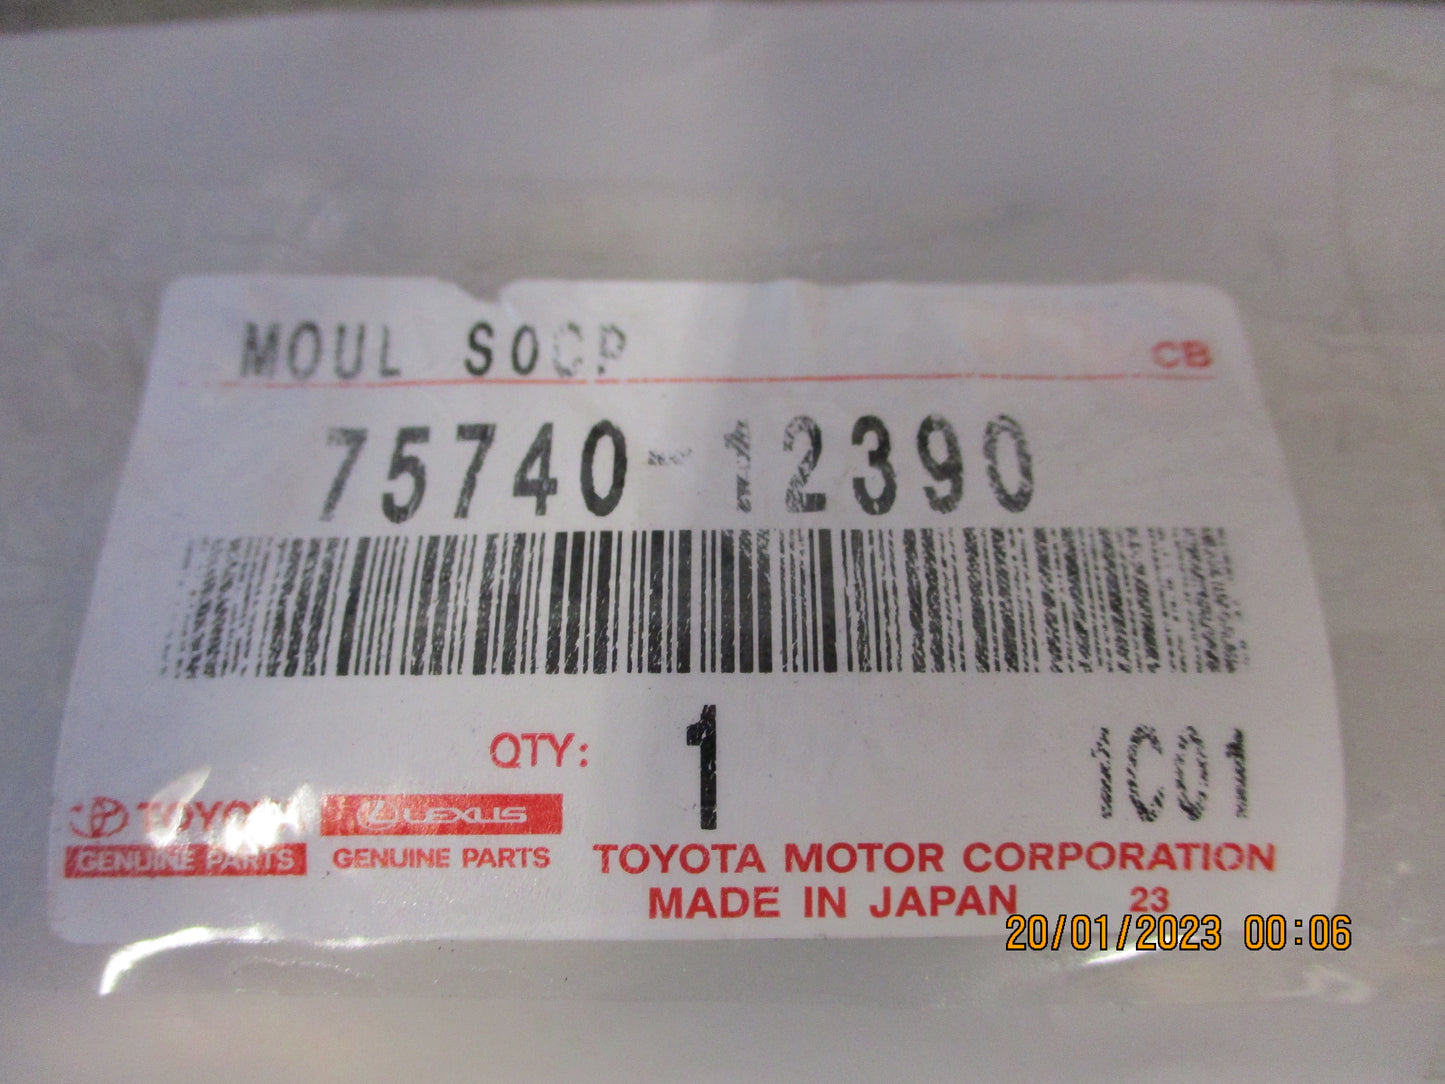 MOUL SOCP
CB
75740-12390
QTY: 1
1C01
TOYOTA
GENUINE PARTS
LEXUS
GENUINE PARTS
TOYOTA MOTOR CORPORATION
MADE IN JAPAN 23
20/01/2023 00:06